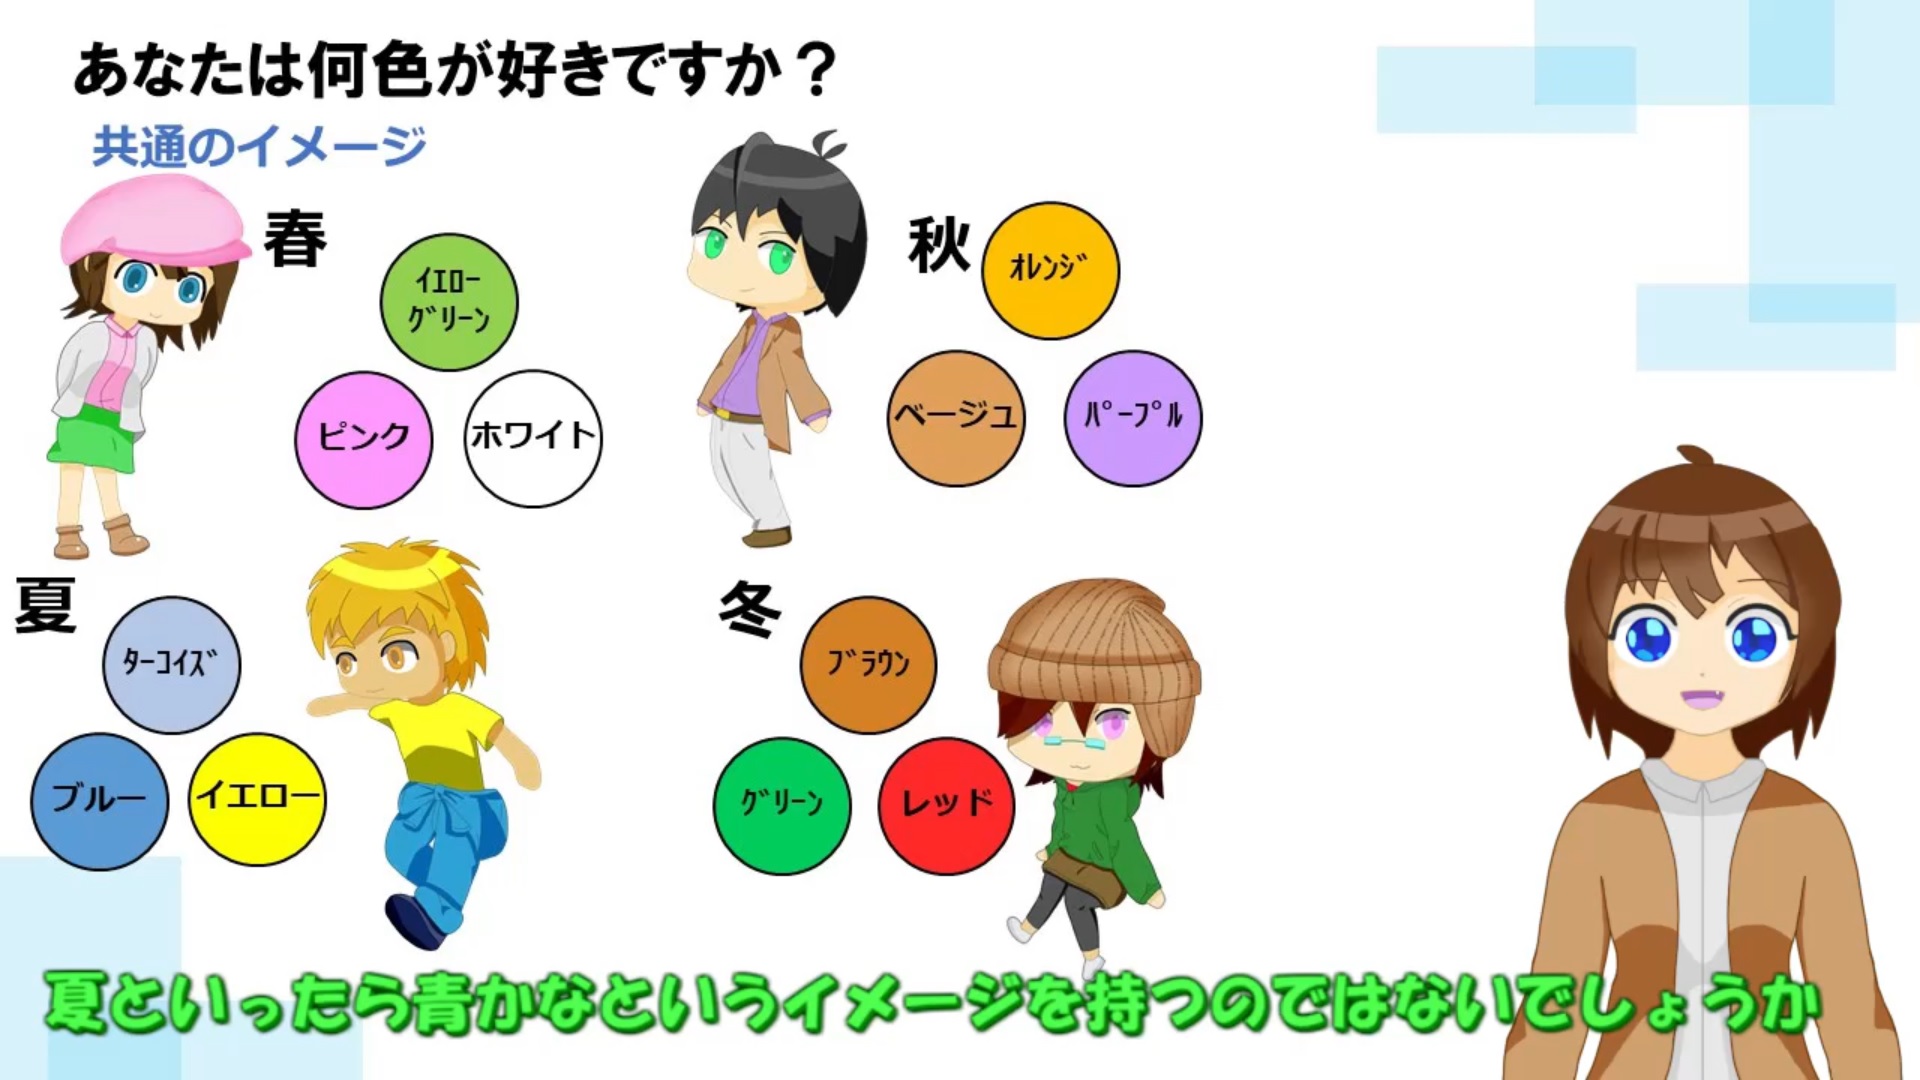 あなたは何色が好きですか？
共通のイメージ
春
ｲｴﾛｰ
ｸﾞﾘｰﾝ
ピンク
ホワイト
秋
ｵﾚﾝｼﾞ
ベージュ
ﾊﾟｰﾌﾟﾙ
夏
ﾀｰｺｲｽﾞ
ブルー
イエロー
冬
ﾌﾞﾗｳﾝ
ｸﾞﾘｰﾝ
レッド
夏といったら青かなというイメージを持つのではないでしょうか